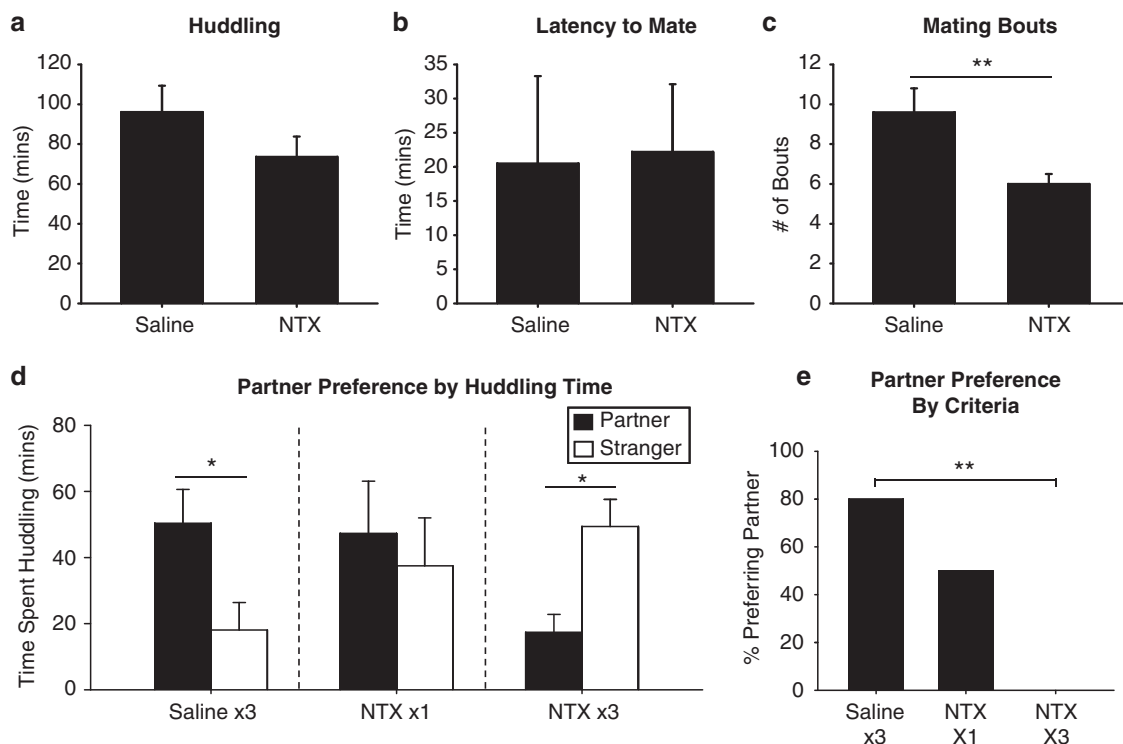 a
Huddling
120
100
80
60
40
20
0
Time (mins)
Saline
NTX
b
Latency to Mate
35
30
25
20
15
10
5
0
Time (mins)
Saline
NTX
c
Mating Bouts
12
10
8
6
4
2
0
# of Bouts
**
Saline
NTX
d
Partner Preference by Huddling Time
Partner
Stranger
80
60
40
20
0
Time Spent Huddling (mins)
*
*
Saline x3
NTX x1
NTX x3
e
Partner Preference
By Criteria
100
80
60
40
20
0
% Preferring Partner
**
Saline
x3
NTX
X1
NTX
X3